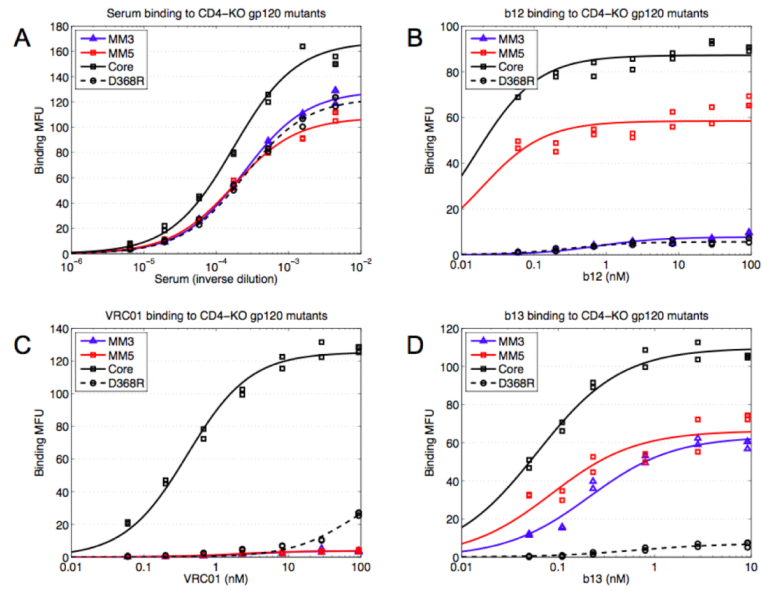 A
Serum binding to CD4−KO gp120 mutants
Binding MFU
180
160
140
120
100
80
60
40
20
0
MM3
MM5
Core
D368R
10−6
10−5
10−4
10−3
10−2
Serum (inverse dilution)
B
b12 binding to CD4−KO gp120 mutants
Binding MFU
100
80
60
40
20
0
MM3
MM5
Core
D368R
0.01
0.1
1
10
100
b12 (nM)
C
VRC01 binding to CD4−KO gp120 mutants
Binding MFU
140
120
100
80
60
40
20
0
MM3
MM5
Core
D368R
0.01
0.1
1
10
100
VRC01 (nM)
D
b13 binding to CD4−KO gp120 mutants
Binding MFU
120
100
80
60
40
20
0
MM3
MM5
Core
D368R
0.01
0.1
1
10
b13 (nM)